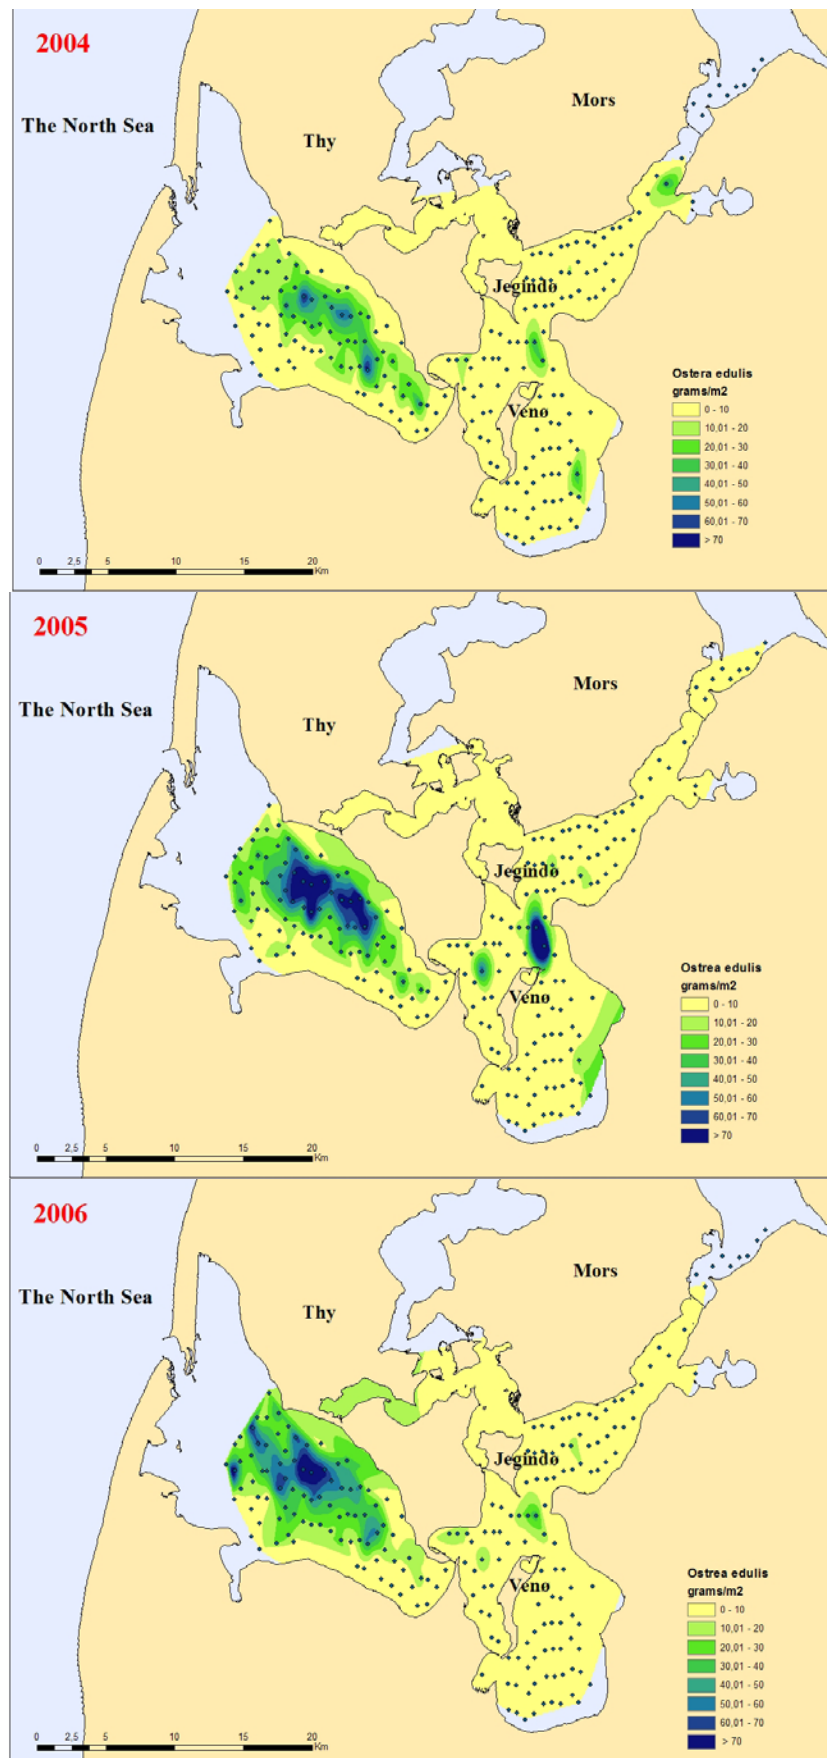 2004
The North Sea
Thy
Mors
Jegindø
Venø
Ostera edulis
grams/m2
0 - 10
10,01 - 20
20,01 - 30
30,01 - 40
40,01 - 50
50,01 - 60
60,01 - 70
> 70
0 2,5 5 10 15 20
Km
2005
The North Sea
Thy
Mors
Jegindø
Venø
Ostrea edulis
grams/m2
0 - 10
10,01 - 20
20,01 - 30
30,01 - 40
40,01 - 50
50,01 - 60
60,01 - 70
> 70
0 2,5 5 10 15 20
Km
2006
The North Sea
Thy
Mors
Jegindø
Venø
Ostrea edulis
grams/m2
0 - 10
10,01 - 20
20,01 - 30
30,01 - 40
40,01 - 50
50,01 - 60
60,01 - 70
> 70
0 2,5 5 10 15 20
Km